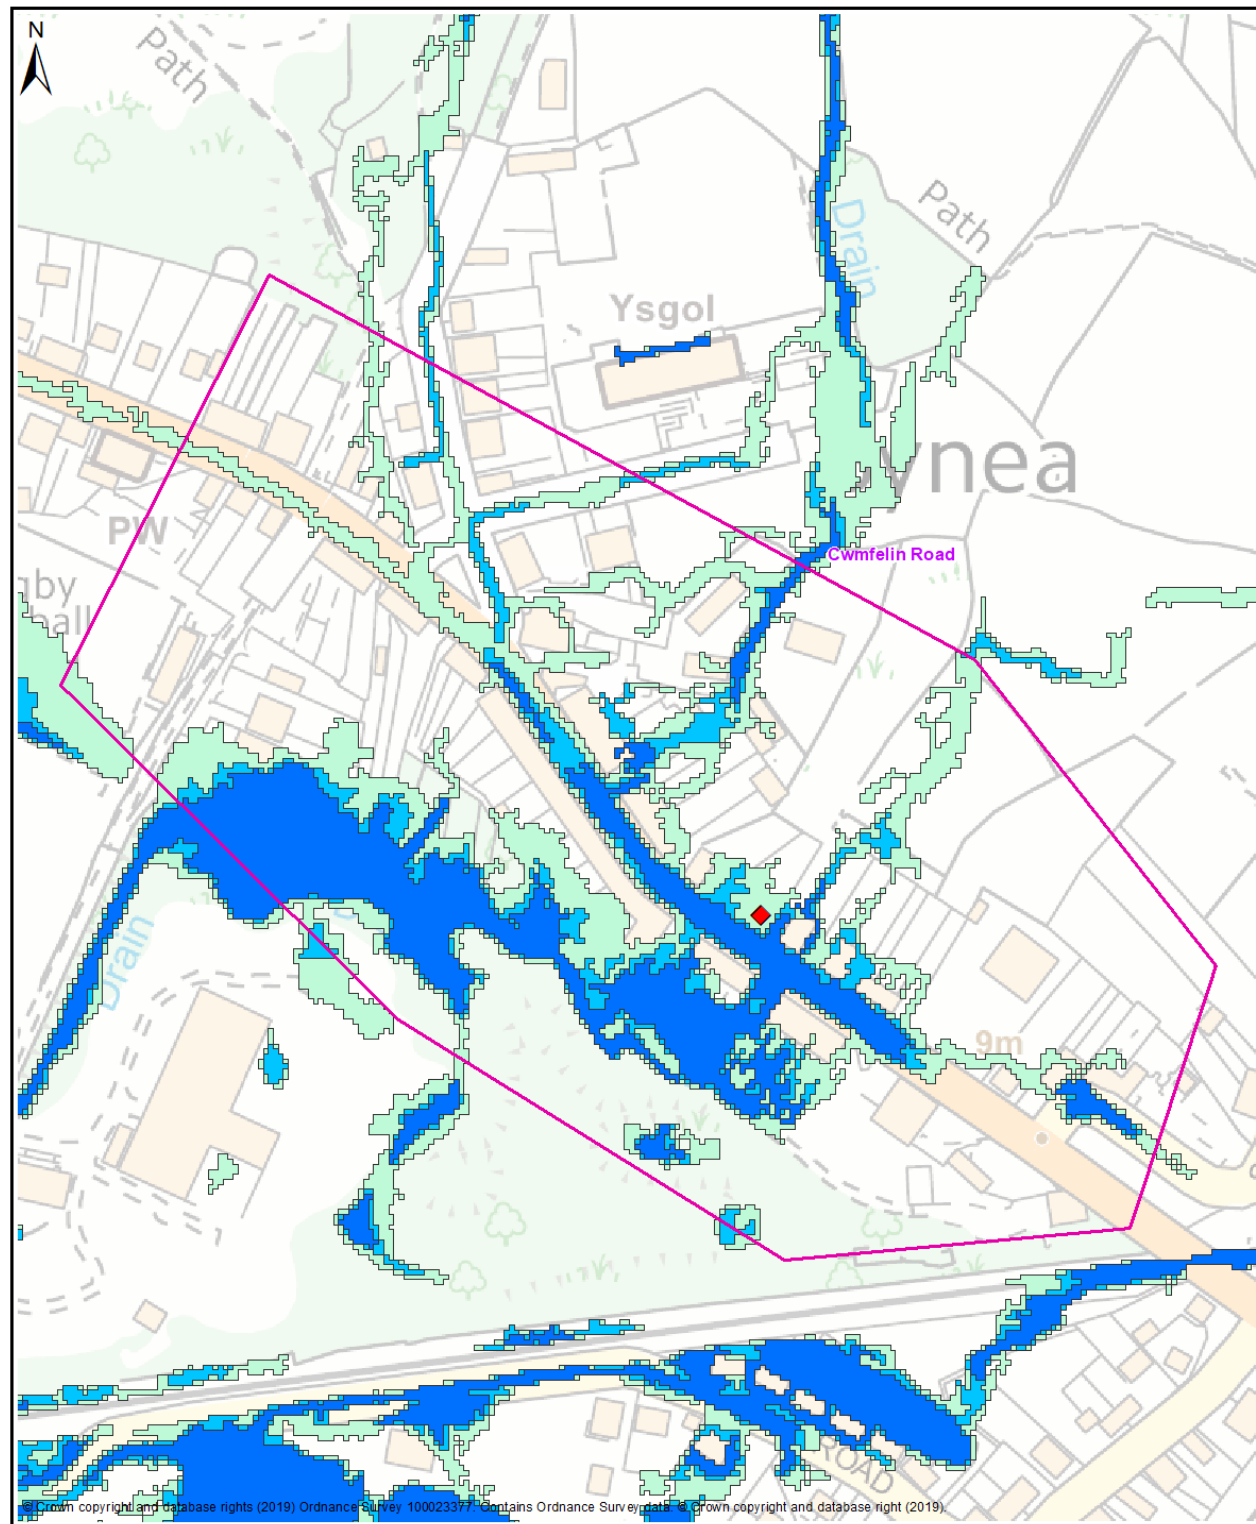 N
Path
Path
Drain
Ysgol
ynea
Cwmfelin Road
PW
gby
ball
Drain
9m
ROAD
© Crown copyright and database rights (2019) Ordnance Survey 100023377. Contains Ordnance Survey data. © Crown copyright and database right (2019).